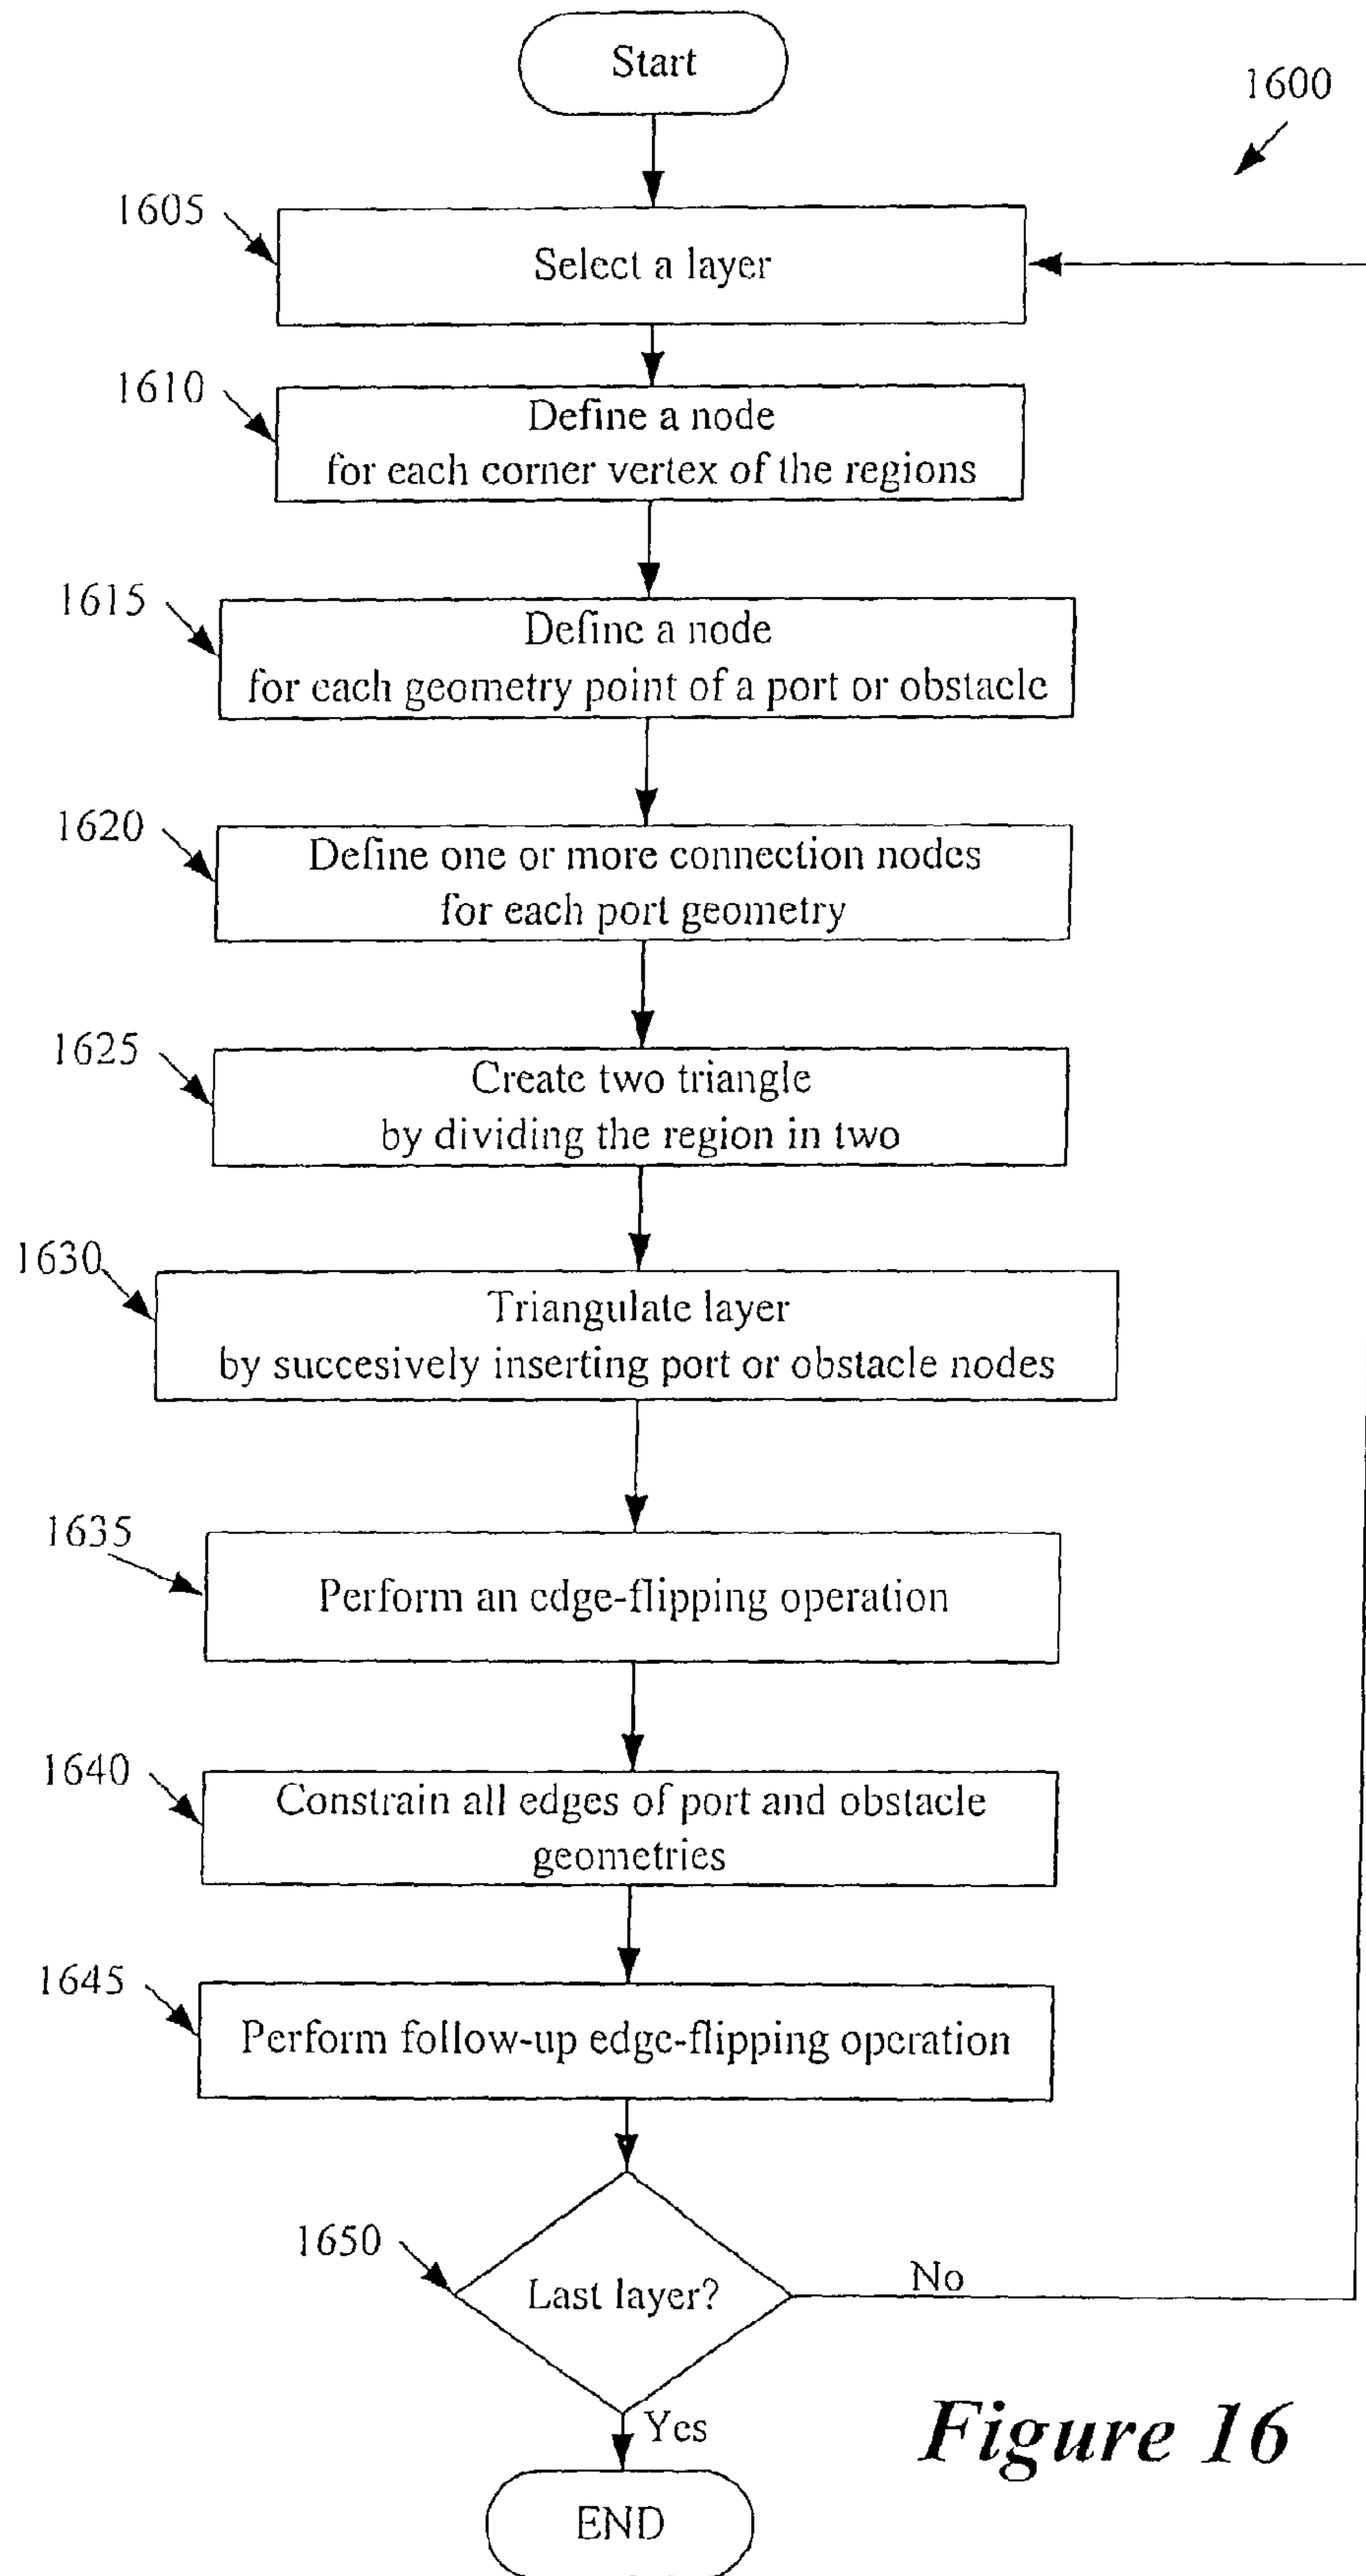 Start
1600
1605
Select a layer
1610
Define a node
for each corner vertex of the regions
1615
Define a node
for each geometry point of a port or obstacle
1620
Define one or more connection nodes
for each port geometry
1625
Create two triangle
by dividing the region in two
1630
Triangulate layer
by succesively inserting port or obstacle nodes
1635
Perform an edge-flipping operation
1640
Constrain all edges of port and obstacle
geometries
1645
Perform follow-up edge-flipping operation
1650
Last layer?
No
Yes
END
Figure 16